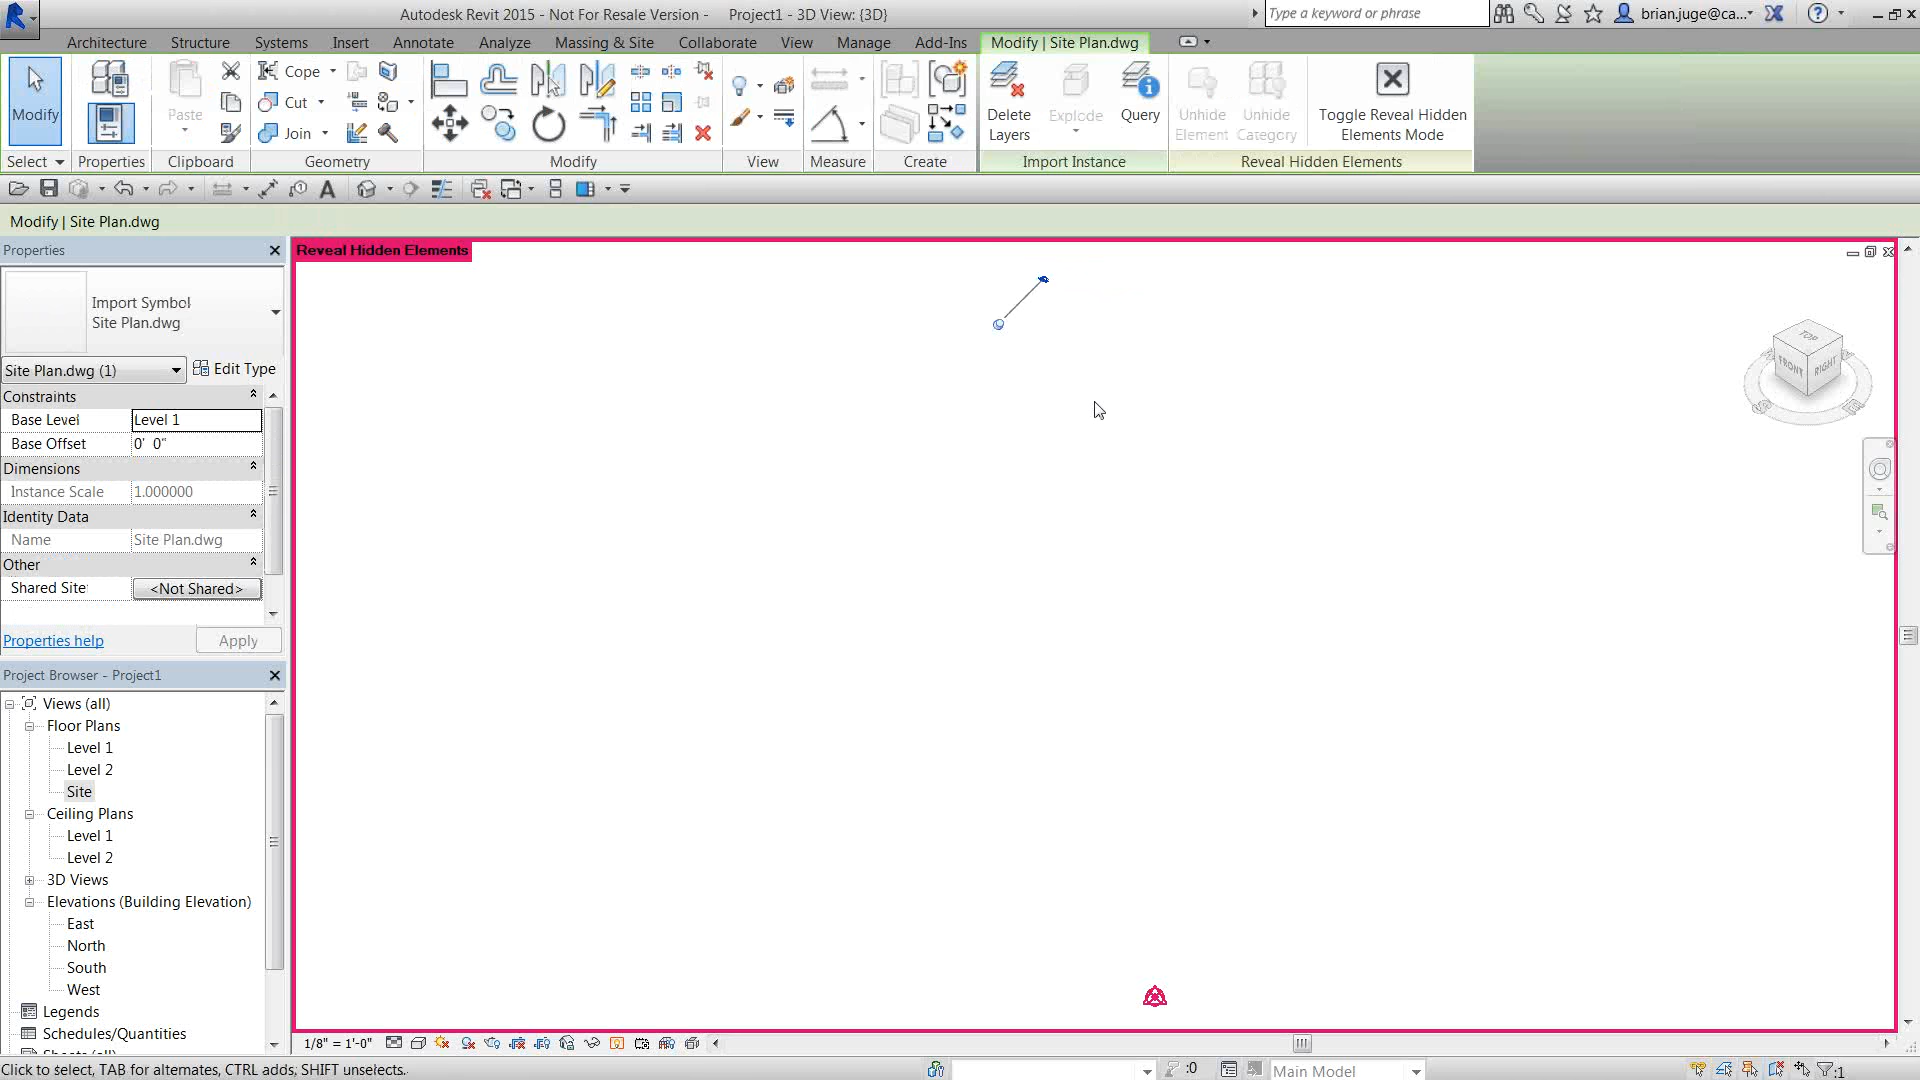 Autodesk Revit 2015 - Not For Resale Version - Project1 - 3D View: {3D}
Type a keyword or phrase
brian.juge@ca...
Architecture Structure Systems Insert Annotate Analyze Massing & Site Collaborate View Manage Add-Ins Modify | Site Plan.dwg
Modify
Paste
Cope
Cut
Join
Delete Layers
Explode
Query
Unhide Element
Unhide Category
Toggle Reveal Hidden Elements Mode
Select Properties Clipboard Geometry Modify View Measure Create Import Instance Reveal Hidden Elements
Modify | Site Plan.dwg
Properties
Import Symbol
Site Plan.dwg
Site Plan.dwg (1) Edit Type
Constraints
Base Level Level 1
Base Offset 0' 0"
Dimensions
Instance Scale 1.000000
Identity Data
Name Site Plan.dwg
Other
Shared Site <Not Shared>
Properties help Apply
Project Browser - Project1
Views (all)
Floor Plans
Level 1
Level 2
Site
Ceiling Plans
Level 1
Level 2
3D Views
Elevations (Building Elevation)
East
North
South
West
Legends
Schedules/Quantities
Sheets (all)
Reveal Hidden Elements
TOP
FRONT RIGHT
1/8" = 1'-0"
Click to select, TAB for alternates, CTRL adds, SHIFT unselects.
:0
Main Model
:1